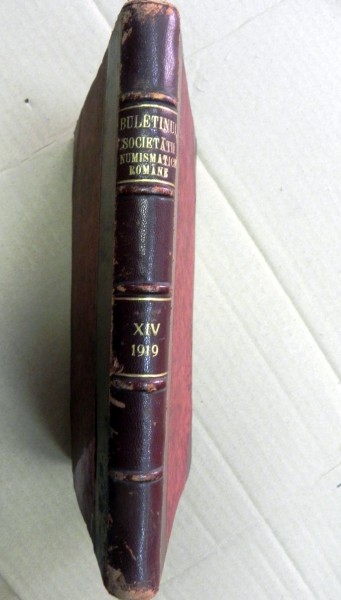 BULETINUL
SOCIETĂŢII
NUMISMATICE
ROMÂNE
XIV
1919